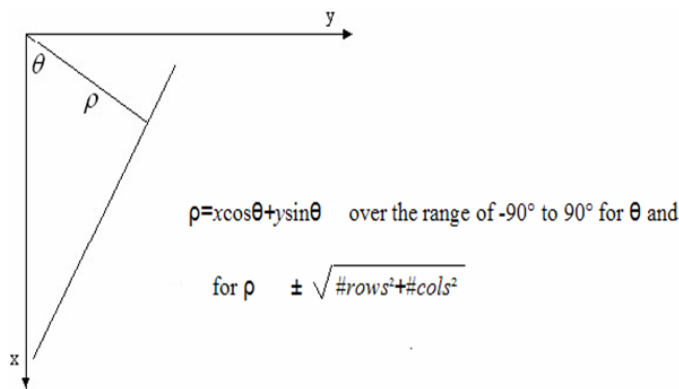 y
θ
ρ
ρ=xcosθ+ysinθ over the range of -90° to 90° for θ and
for ρ ± √#rows²+#cols²
x